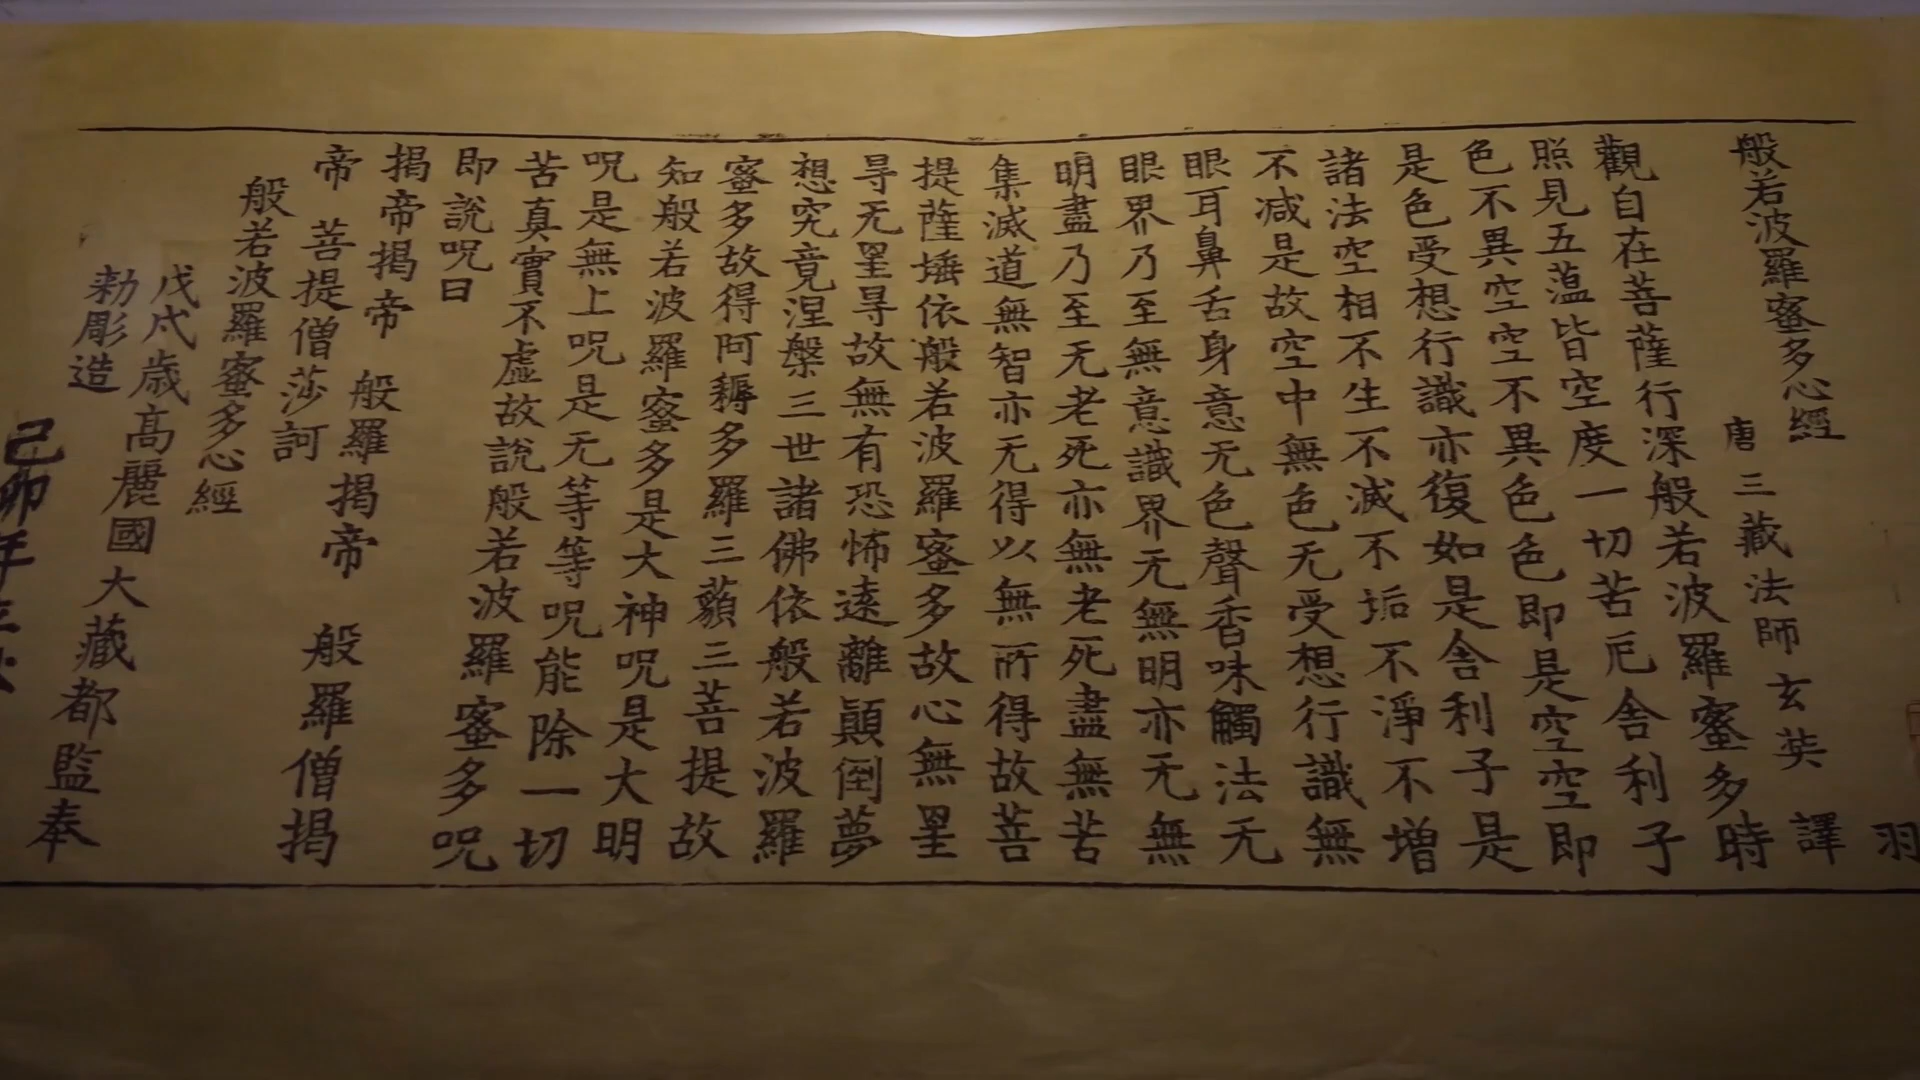 羽
般若波羅蜜多心經
唐三藏法師玄奘譯
觀自在菩薩行深般若波羅蜜多時
照見五蕰皆空度一切苦厄舍利子
色不異空空不異色色即是空空即
是色受想行識亦復如是舍利子是
諸法空相不生不滅不垢不淨不增
不減是故空中無色无受想行識無
眼耳鼻舌身意无色聲香味觸法无
眼界乃至無意識界无無明亦无無
明盡乃至无老死亦無老死盡無苦
集滅道無智亦无得以無所得故菩
提薩埵依般若波羅蜜多故心無罣
㝵无罣㝵故無有恐怖遠離顚倒夢
想究竟涅槃三世諸佛依般若波羅
蜜多故得阿耨多羅三藐三菩提故
知般若波羅蜜多是大神呪是大明
呪是無上呪是无等等呪能除一切
苦真實不虛故說般若波羅蜜多呪
即說呪曰
揭帝揭帝 般羅揭帝 般羅僧揭
帝 菩提僧莎訶
般若波羅蜜多心經
戊戌歲高麗國大藏都監奉
勑彫造
己卯年